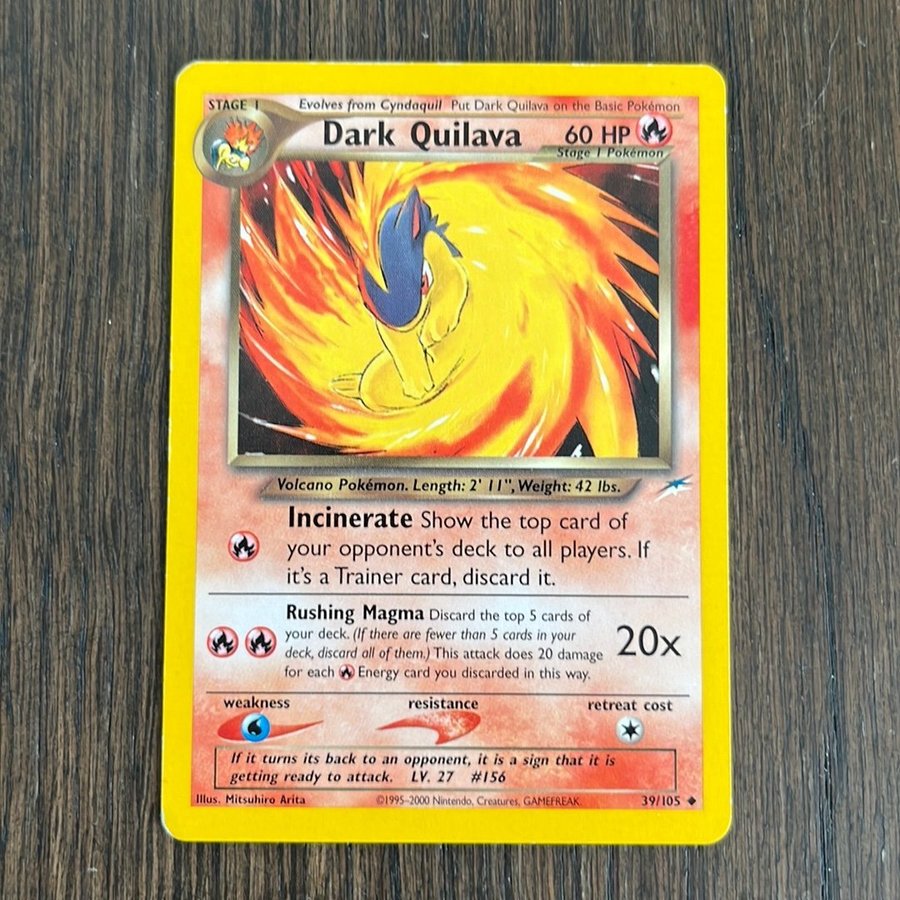 STAGE 1 Evolves from Cyndaquil Put Dark Quilava on the Basic Pokémon
Dark Quilava 60 HP
Stage 1 Pokémon
Volcano Pokémon. Length: 2' 11", Weight: 42 lbs.
Incinerate Show the top card of
your opponent's deck to all players. If
it's a Trainer card, discard it.
Rushing Magma Discard the top 5 cards of
your deck. (If there are fewer than 5 cards in your
deck, discard all of them.) This attack does 20 damage
for each Energy card you discarded in this way.
20x
weakness resistance retreat cost
If it turns its back to an opponent, it is a sign that it is
getting ready to attack. LV. 27 #156
Illus. Mitsuhiro Arita ©1995–2000 Nintendo, Creatures, GAMEFREAK. 39/105